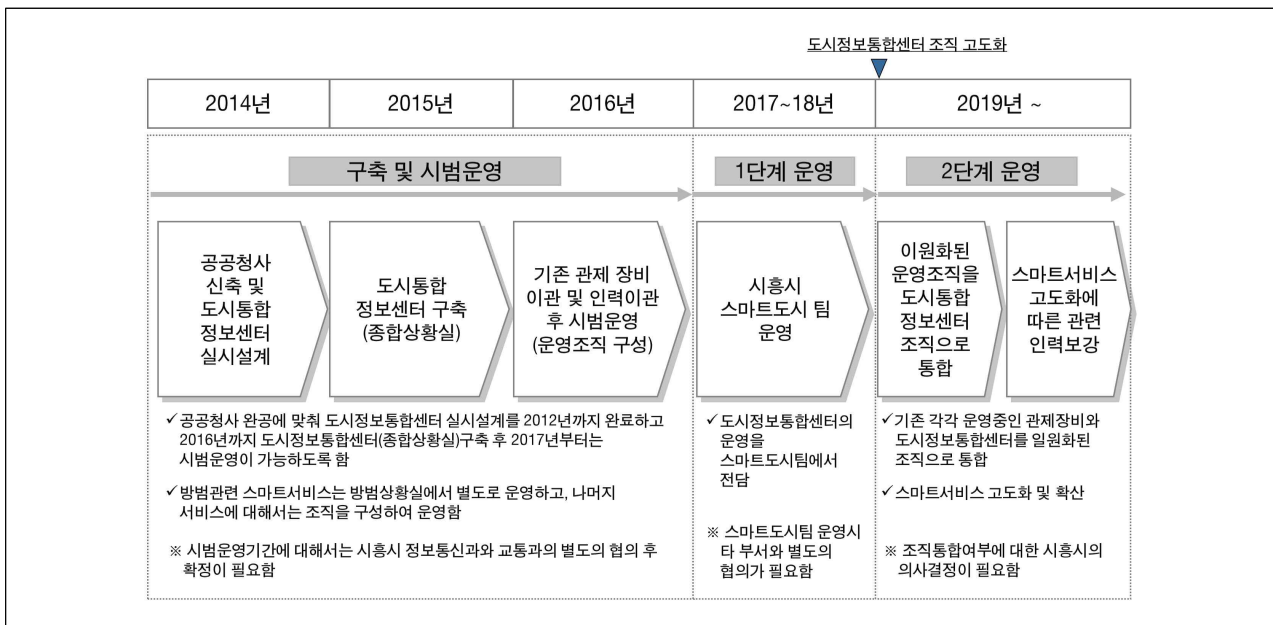 도시정보통합센터 조직 고도화
2014년
2015년
2016년
2017~18년
2019년 ~
구축 및 시범운영
1단계 운영
2단계 운영
공공청사
신축 및
도시통합
정보센터
실시설계
도시통합
정보센터 구축
(종합상황실)
기존 관제 장비
이관 및 인력이관
후 시범운영
(운영조직 구성)
시흥시
스마트도시 팀
운영
이원화된
운영조직을
도시통합
정보센터
조직으로
통합
스마트서비스
고도화에
따른 관련
인력보강
✓공공청사 완공에 맞춰 도시정보통합센터 실시설계를 2012년까지 완료하고
2016년까지 도시정보통합센터(종합상황실)구축 후 2017년부터는
시범운영이 가능하도록 함
✓방범관련 스마트서비스는 방범상황실에서 별도로 운영하고, 나머지
서비스에 대해서는 조직을 구성하여 운영함
※ 시범운영기간에 대해서는 시흥시 정보통신과와 교통과의 별도의 협의 후
확정이 필요함
✓도시정보통합센터의
운영을
스마트도시팀에서
전담
※ 스마트도시팀 운영시
타 부서와 별도의
협의가 필요함
✓기존 각각 운영중인 관제장비와
도시정보통합센터를 일원화된
조직으로 통합
✓스마트서비스 고도화 및 확산
※ 조직통합여부에 대한 시흥시의
의사결정이 필요함